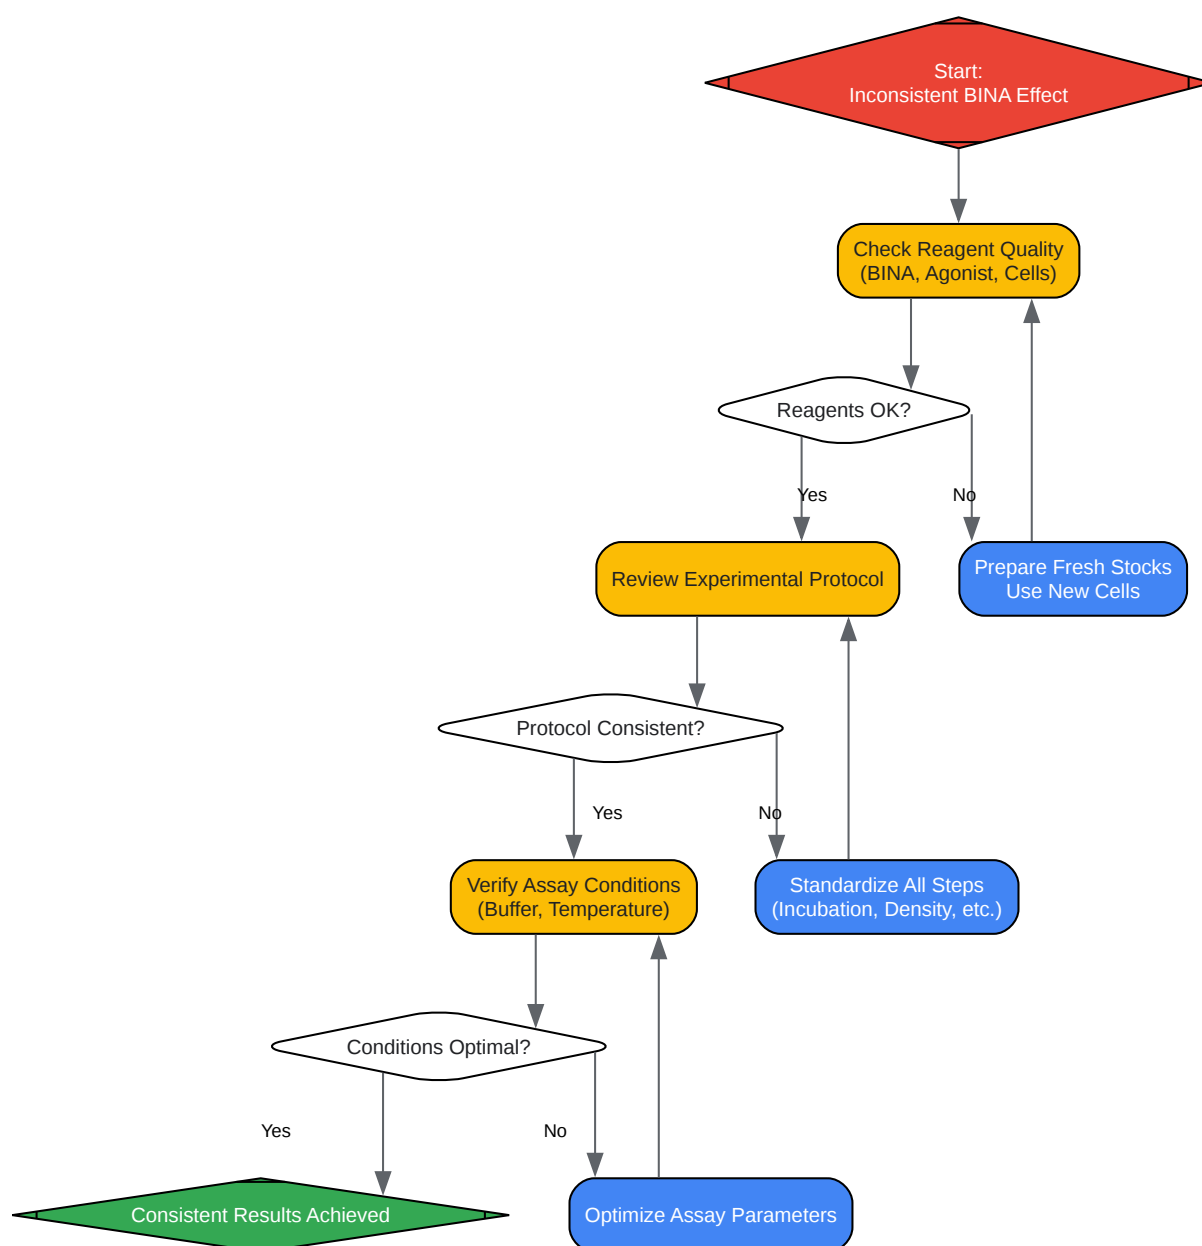 Start:
Inconsistent BINA Effect
Check Reagent Quality
(BINA, Agonist, Cells)
Reagents OK?
Yes
No
Review Experimental Protocol
Prepare Fresh Stocks
Use New Cells
Protocol Consistent?
Yes
No
Verify Assay Conditions
(Buffer, Temperature)
Standardize All Steps
(Incubation, Density, etc.)
Conditions Optimal?
Yes
No
Consistent Results Achieved
Optimize Assay Parameters